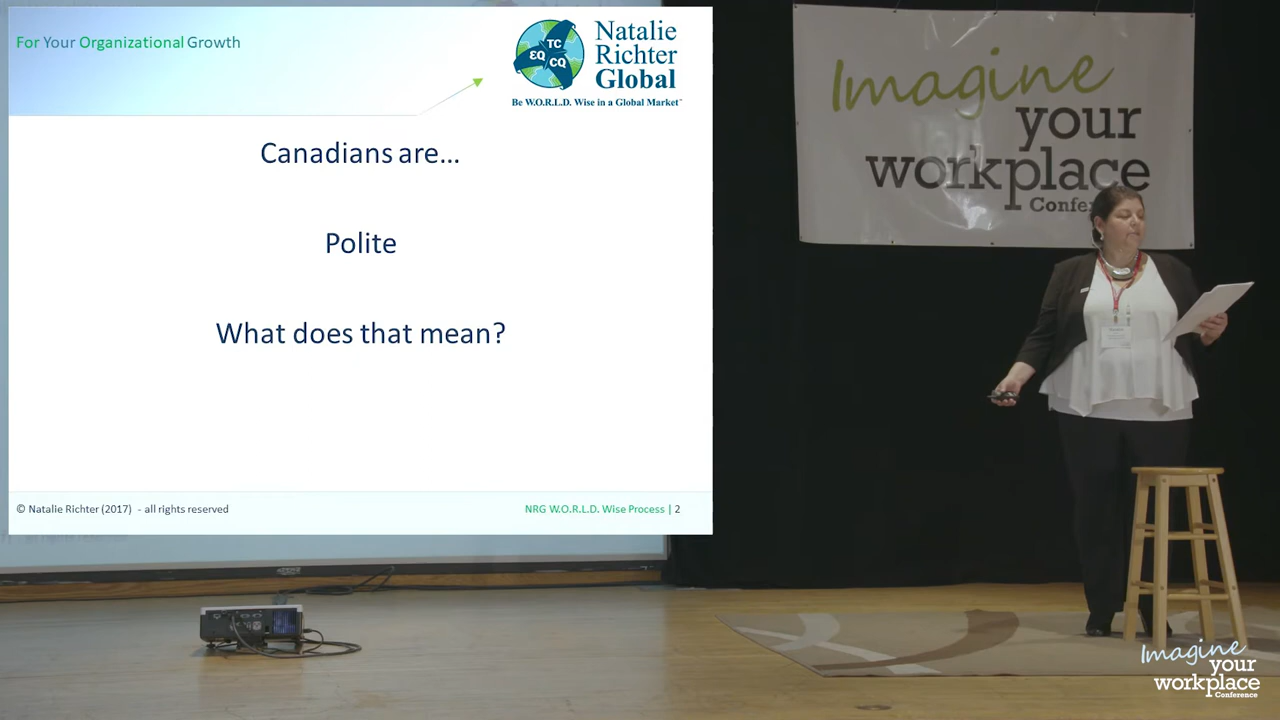 For Your Organizational Growth
TC
EQ CQ
Natalie
Richter
Global
Be W.O.R.L.D. Wise in a Global Market™
Canadians are...
Polite
What does that mean?
© Natalie Richter (2017) - all rights reserved
NRG W.O.R.L.D. Wise Process | 2
Imagine
your
workplace
Confe
Imagine
your
workplace
Conference